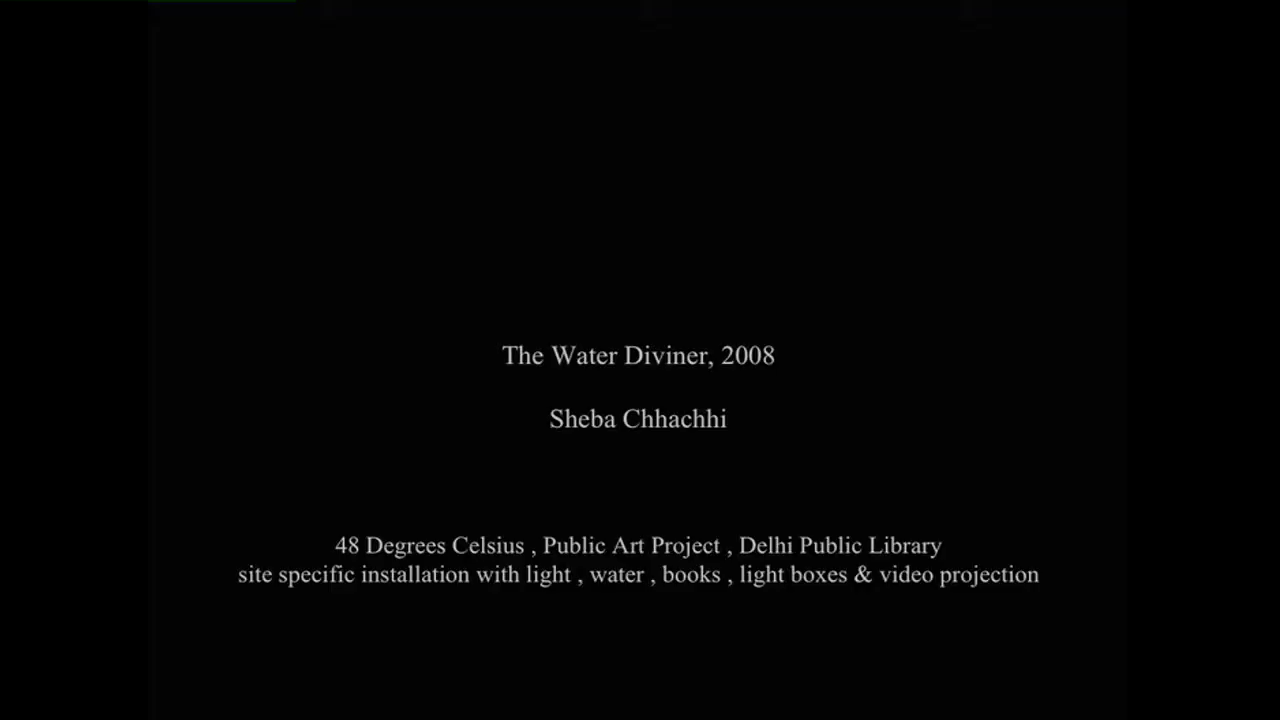 The Water Diviner, 2008
Sheba Chhachhi
48 Degrees Celsius , Public Art Project , Delhi Public Library
site specific installation with light , water , books , light boxes & video projection